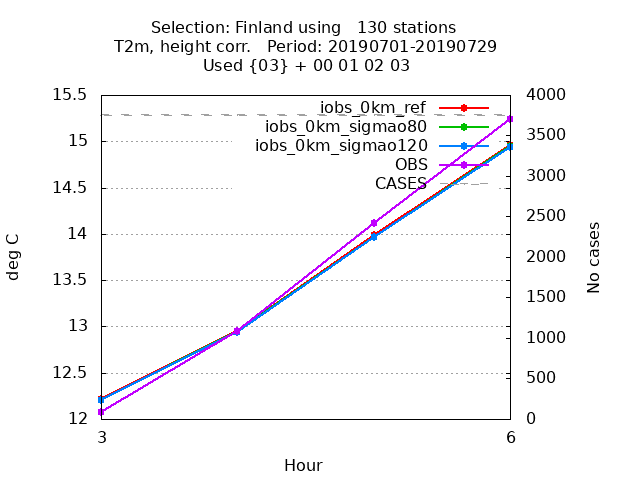 Selection: Finland using   130 stations
T2m, height corr.   Period: 20190701-20190729
Used {03} + 00 01 02 03
15.5
15
14.5
14
13.5
13
12.5
12
4000
3500
3000
2500
2000
1500
1000
500
0
iobs_0km_ref
iobs_0km_sigmao80
iobs_0km_sigmao120
OBS
CASES
deg C
No cases
3
6
Hour